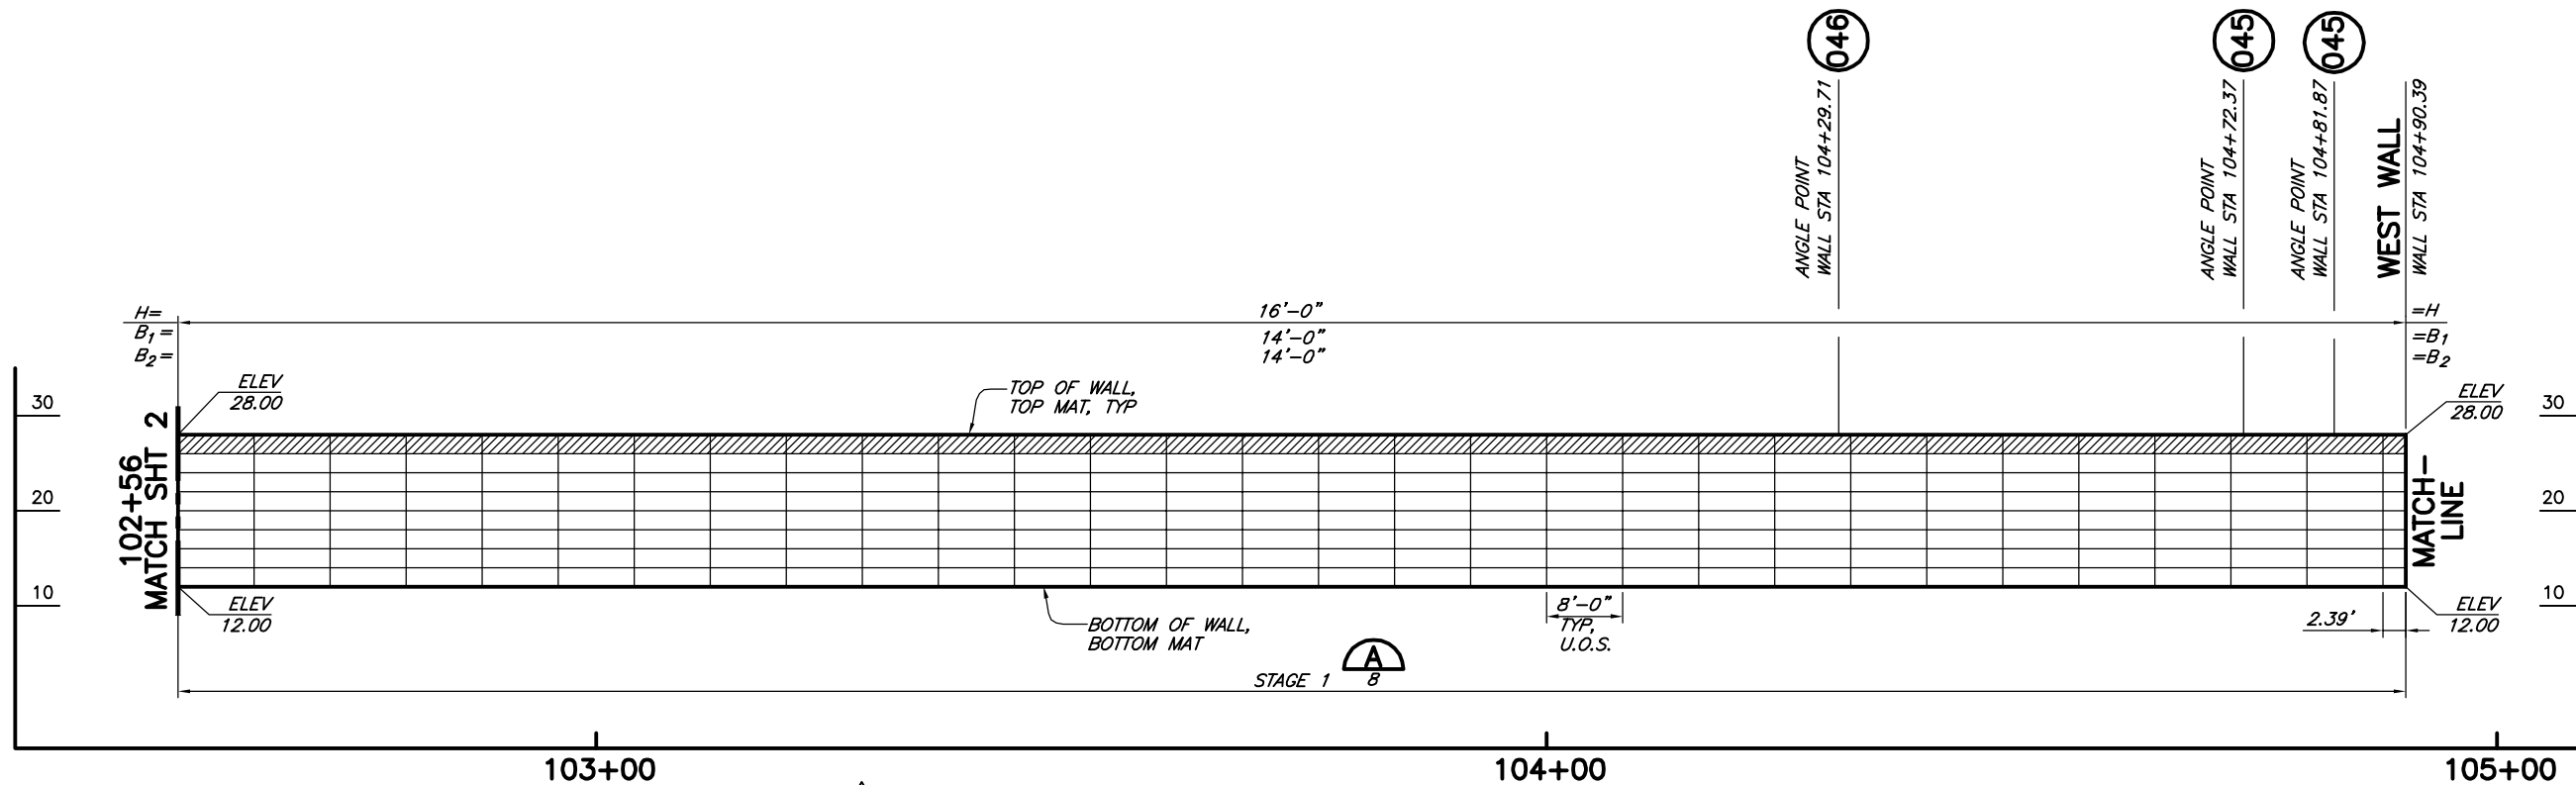 046
045
045
ANGLE POINT
WALL STA 104+29.71
ANGLE POINT
WALL STA 104+72.37
ANGLE POINT
WALL STA 104+81.87
WEST WALL
WALL STA 104+90.39
H=
B1=
B2=
16'-0"
14'-0"
14'-0"
=H
=B1
=B2
ELEV
28.00
TOP OF WALL,
TOP MAT, TYP
ELEV
28.00
30
20
10
30
20
10
102+56
MATCH SHT 2
MATCH-
LINE
ELEV
12.00
BOTTOM OF WALL,
BOTTOM MAT
8'-0"
TYP,
U.O.S.
2.39'
ELEV
12.00
STAGE 1
A
8
103+00
104+00
105+00